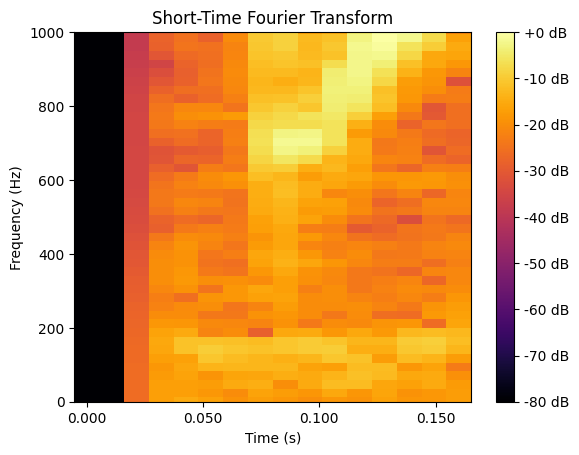 Short-Time Fourier Transform
Frequency (Hz)
1000
800
600
400
200
0
0.000
0.050
0.100
0.150
Time (s)
+0 dB
-10 dB
-20 dB
-30 dB
-40 dB
-50 dB
-60 dB
-70 dB
-80 dB